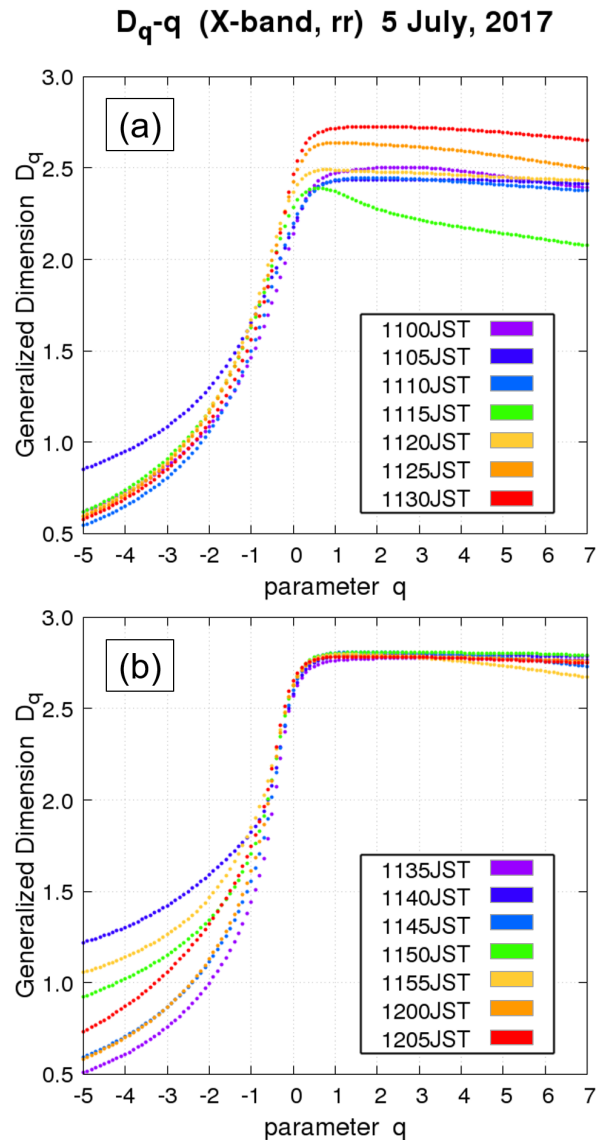 Dq-q (X-band, rr) 5 July, 2017
(a)
Generalized Dimension Dq
3.0
2.5
2.0
1.5
1.0
0.5
1100JST
1105JST
1110JST
1115JST
1120JST
1125JST
1130JST
-5 -4 -3 -2 -1 0 1 2 3 4 5 6 7
parameter q
(b)
Generalized Dimension Dq
3.0
2.5
2.0
1.5
1.0
0.5
1135JST
1140JST
1145JST
1150JST
1155JST
1200JST
1205JST
-5 -4 -3 -2 -1 0 1 2 3 4 5 6 7
parameter q